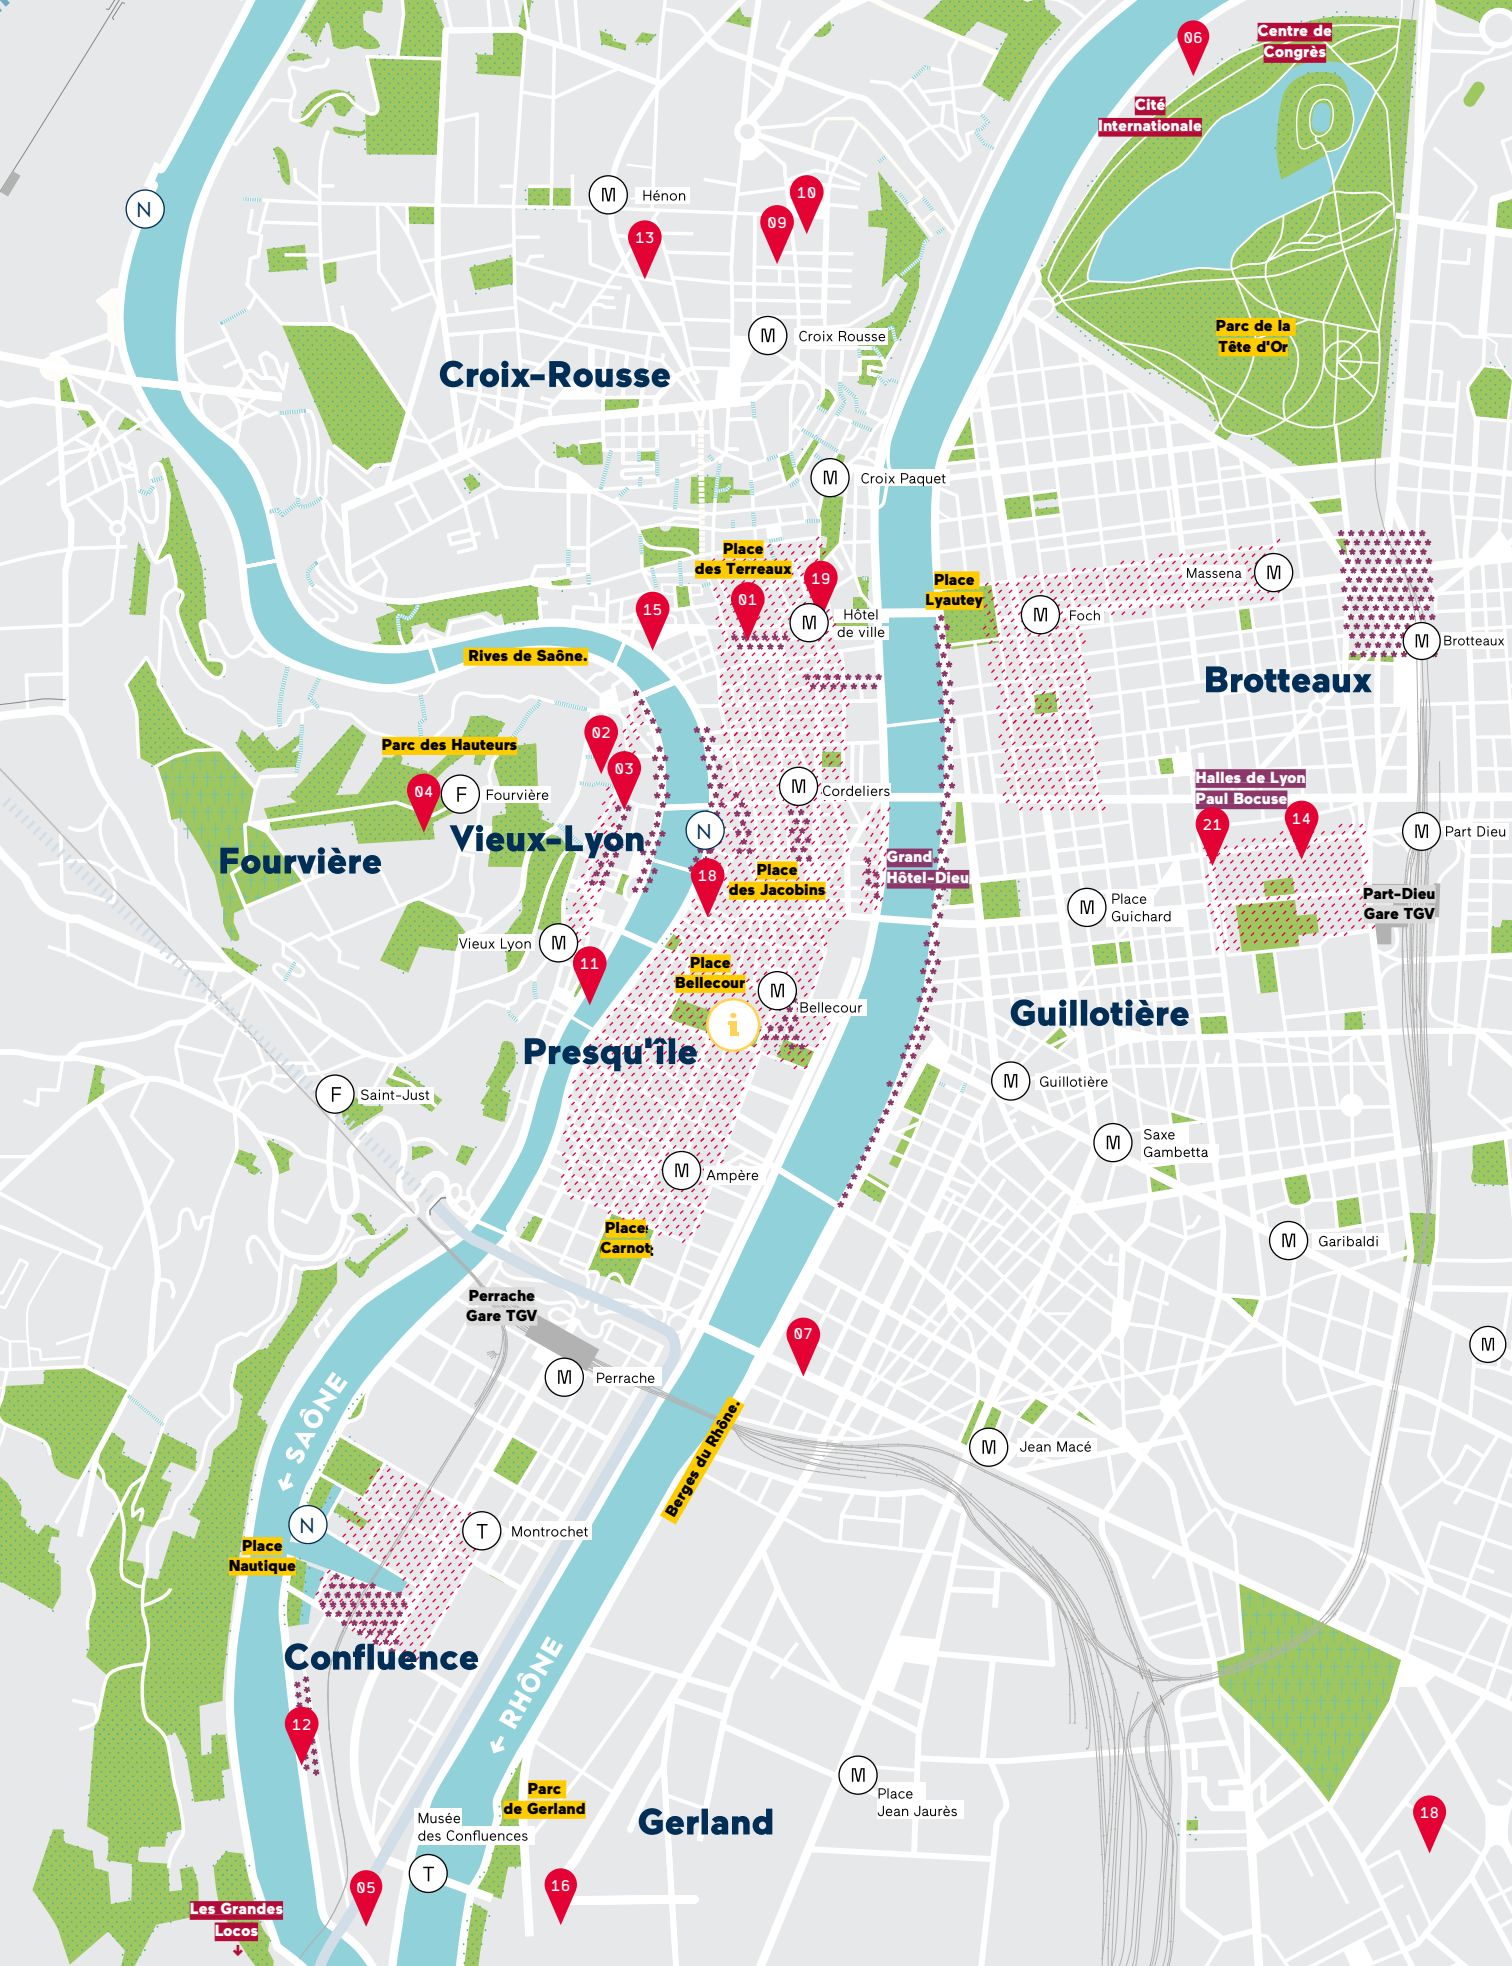 06
Centre de
Congrès
Cité
Internationale
N
M
Hénon
10
09
13
M
Croix Rousse
Parc de la
Tête d'Or
Croix-Rousse
M
Croix Paquet
Place
des Terreaux
19
01
15
M
Hôtel
de ville
Place
Lyautey
M
Foch
Massena
M
M
Brotteaux
Rives de Saône.
Brotteaux
02
03
Parc des Hauteurs
04
F
Fourvière
M
Cordeliers
Halles de Lyon
Paul Bocuse
21
14
M
Part Dieu
N
Vieux-Lyon
Fourvière
18
Place
des Jacobins
Grand
Hôtel-Dieu
Part-Dieu
Gare TGV
M
Place
Guichard
Vieux Lyon
M
11
Place
Bellecour
M
Bellecour
i
Guillotière
Presqu'île
F
Saint-Just
M
Guillotière
M
Saxe
Gambetta
M
Ampère
Place
Carnot
M
Garibaldi
Perrache
Gare TGV
M
Perrache
07
M
← SAÔNE
Berges du Rhône.
M
Jean Macé
N
T
Montrochet
Place
Nautique
Confluence
← RHÔNE
12
M
Place
Jean Jaurès
Parc
de Gerland
Gerland
18
Musée
des Confluences
T
05
16
Les Grandes
Locos
↓